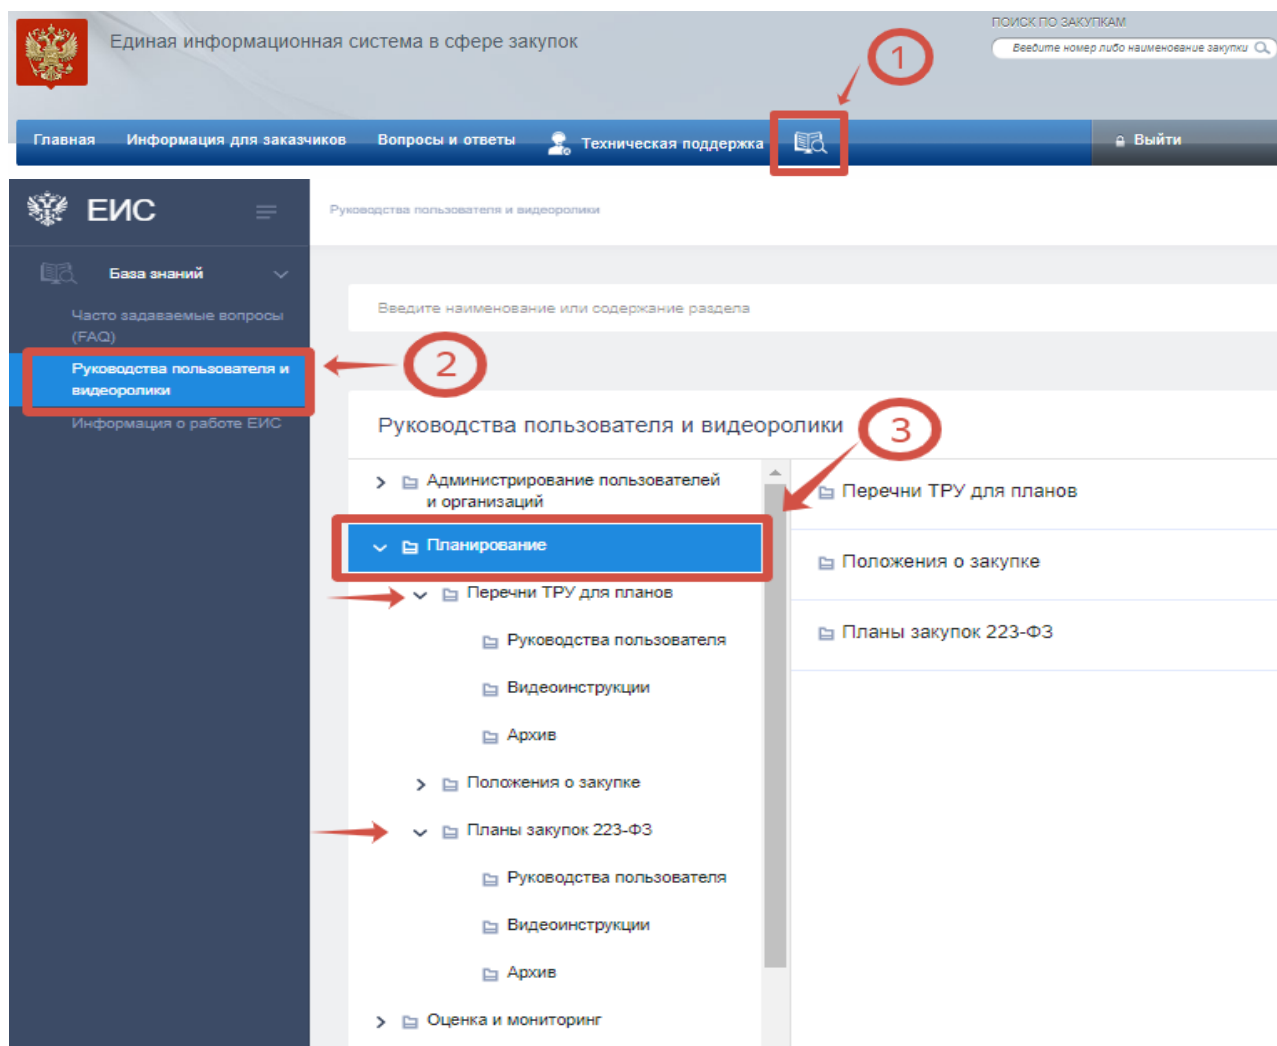 ПОИСК ПО ЗАКУПКАМ
Единая информационная система в сфере закупок
Введите номер либо наименование закупки
1
Главная Информация для заказчиков Вопросы и ответы Техническая поддержка Выйти
ЕИС
Руководства пользователя и видеоролики
База знаний
Часто задаваемые вопросы
(FAQ)
Руководства пользователя и
видеоролики
Информация о работе ЕИС
2
Введите наименование или содержание раздела
Руководства пользователя и видеоролики
3
Администрирование пользователей
и организаций
Планирование
Перечни ТРУ для планов
Руководства пользователя
Видеоинструкции
Архив
Положения о закупке
Планы закупок 223-ФЗ
Руководства пользователя
Видеоинструкции
Архив
Оценка и мониторинг
Перечни ТРУ для планов
Положения о закупке
Планы закупок 223-ФЗ